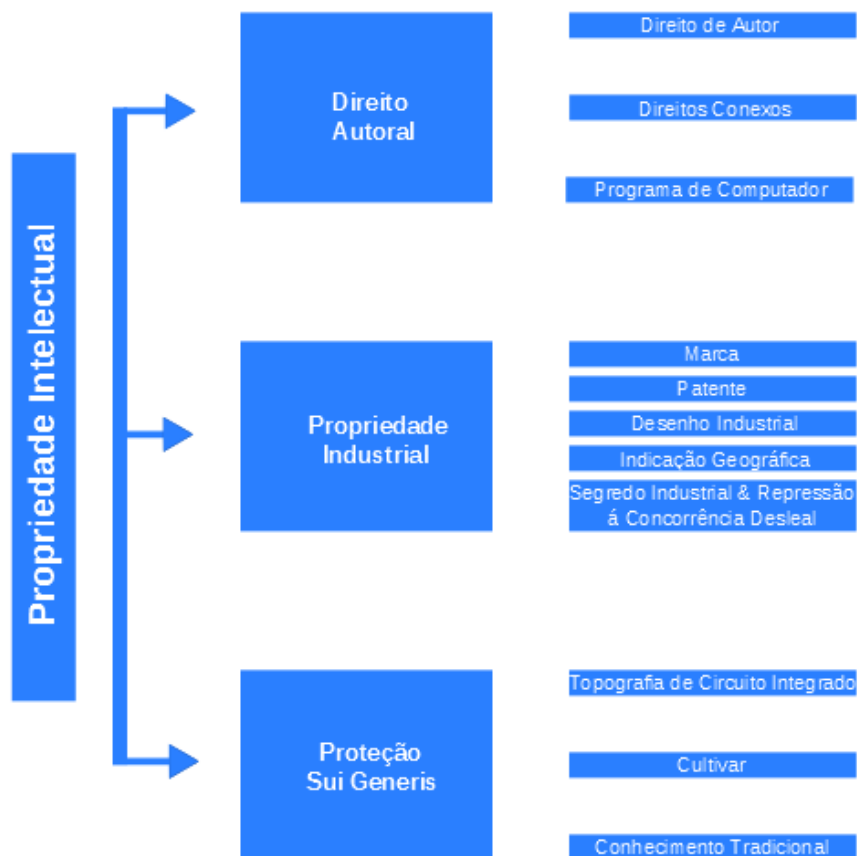 Propriedade Intelectual
Direito
Autoral
Direito de Autor
Direitos Conexos
Programa de Computador
Propriedade
Industrial
Marca
Patente
Desenho Industrial
Indicação Geográfica
Segredo Industrial & Repressão
á Concorrência Desleal
Proteção
Sui Generis
Topografia de Circuito Integrado
Cultivar
Conhecimento Tradicional